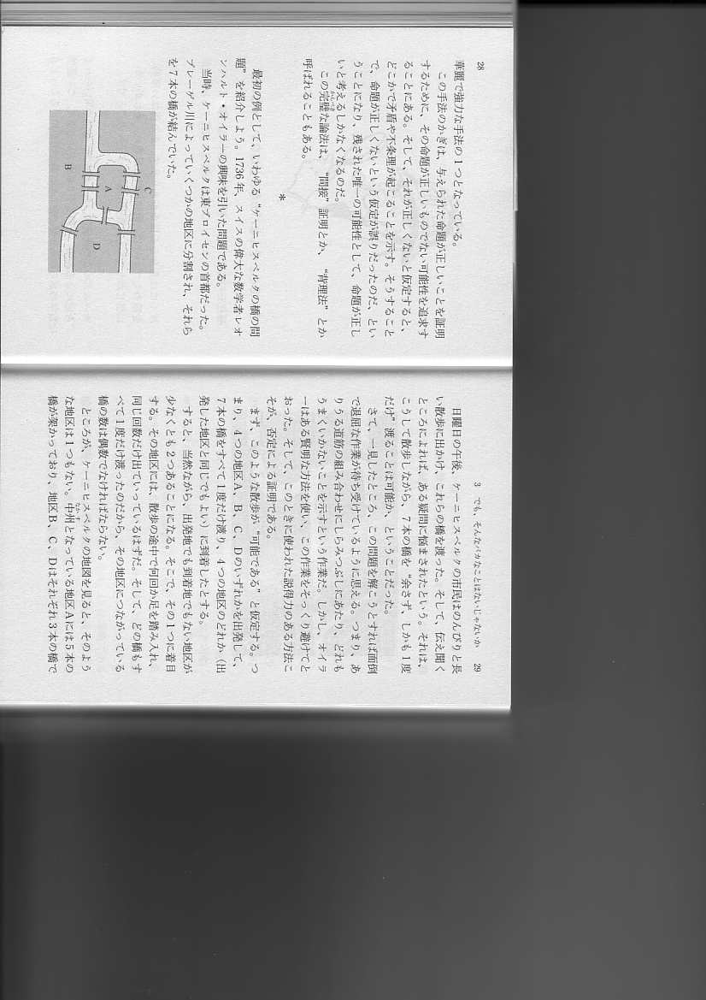 28
華麗で強力な手法の1つとなっている。
この手法のかぎは、与えられた命題が正しいことを証明
するために、その命題が正しいものでない可能性を追求す
ることにある。そして、それが正しくないと仮定すると、
どこかで矛盾や不条理が起こることを示す。そうすること
で、命題が正しくないという仮定が誤りだったのだ、とい
うことになり、残された唯一の可能性として、命題が正し
いと考えるしかなくなるのだ。
この完璧な論法は、“間接”証明とか、“背理法”とか
呼ばれることもある。
*
最初の例として、いわゆる“ケーニヒスベルクの橋の問
題”を紹介しよう。1736年、スイスの偉大な数学者レオ
ンハルト・オイラーの興味を引いた問題である。
当時、ケーニヒスベルクは東プロイセンの首都だった。
プレーゲル川によっていくつかの地区に分割され、それら
を7本の橋が結んでいた。
C
A
D
B
3 でも、そんなバカなことはないじゃないか 29
日曜日の午後、ケーニヒスベルクの市民はのんびりと長
い散歩に出かけ、これらの橋を渡った。そして、伝え聞く
ところによれば、ある疑問に悩まされたという。それは、
こうして散歩しながら、7本の橋を“余さず、しかも1度
だけ”渡ることは可能か、ということだった。
さて、一見したところ、この問題を解こうとすれば面倒
で退屈な作業が待ち受けているように思える。つまり、あ
りうる道筋の組み合わせにしらみつぶしにあたり、どれも
うまくいかないことを示すという作業だ。しかし、オイラ
ーはある賢明な方法を使い、この作業をそっくり避けてと
おった。そして、このときに使われた説得力のある方法こ
そが、否定による証明である。
まず、このような散歩が“可能である”と仮定する。つ
まり、4つの地区A、B、C、Dのいずれかを出発して、
7本の橋をすべて1度だけ渡り、4つの地区のどれか(出
発した地区と同じでもよい)に到着したとする。
すると、当然ながら、出発地でも到着地でもない地区が
少なくとも2つあることになる。そこで、その1つに着目
する。その地区には、散歩の途中で何回か足を踏み入れ、
同じ回数だけ出ていっているはずだ。そして、どの橋もす
べて1度だけ渡ったのだから、その地区につながっている
橋の数は偶数でなければならない。
ところが、ケーニヒスベルクの地図を見ると、そのよう
な地区は1つもない。中州となっている地区Aには5本の
橋が架かっており、地区B、C、Dはそれぞれ3本の橋で